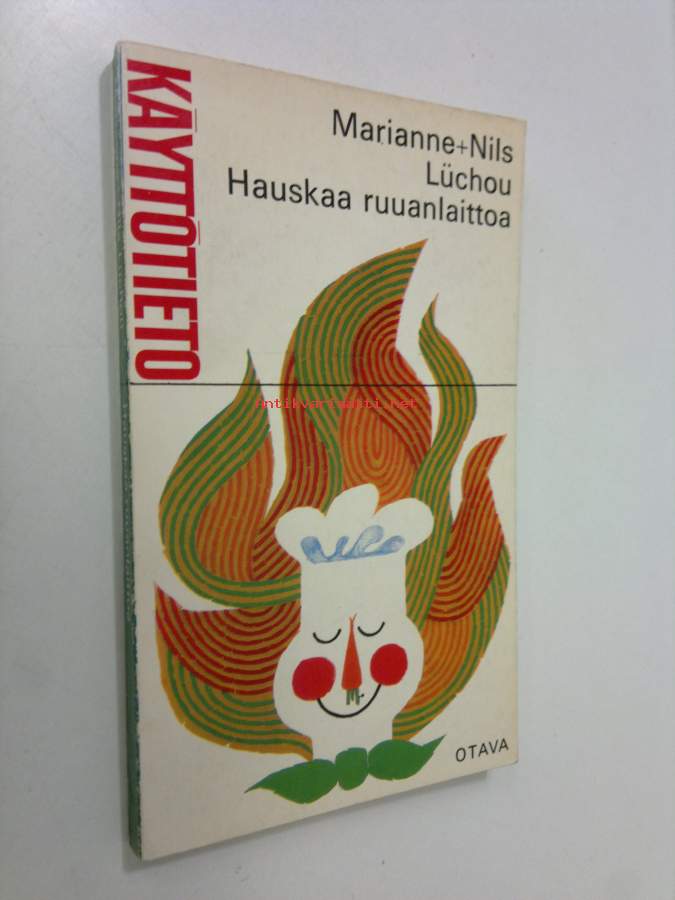 KÄYTTÖTIETO
Marianne+Nils
Lüchou
Hauskaa ruuanlaittoa
Antikvariaatti.net
OTAVA